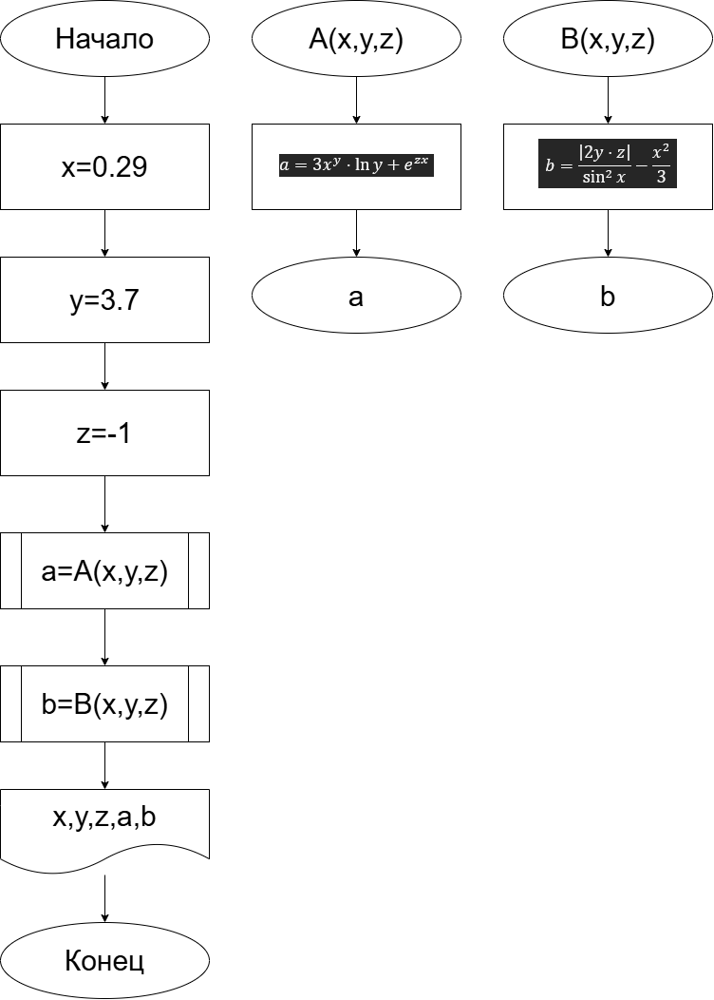 Начало
x=0.29
y=3.7
z=-1
a=A(x,y,z)
b=B(x,y,z)
x,y,z,a,b
Конец
A(x,y,z)
a = 3x^y · ln y + e^{zx}
a
B(x,y,z)
b = |2y · z| / sin² x − x² / 3
b